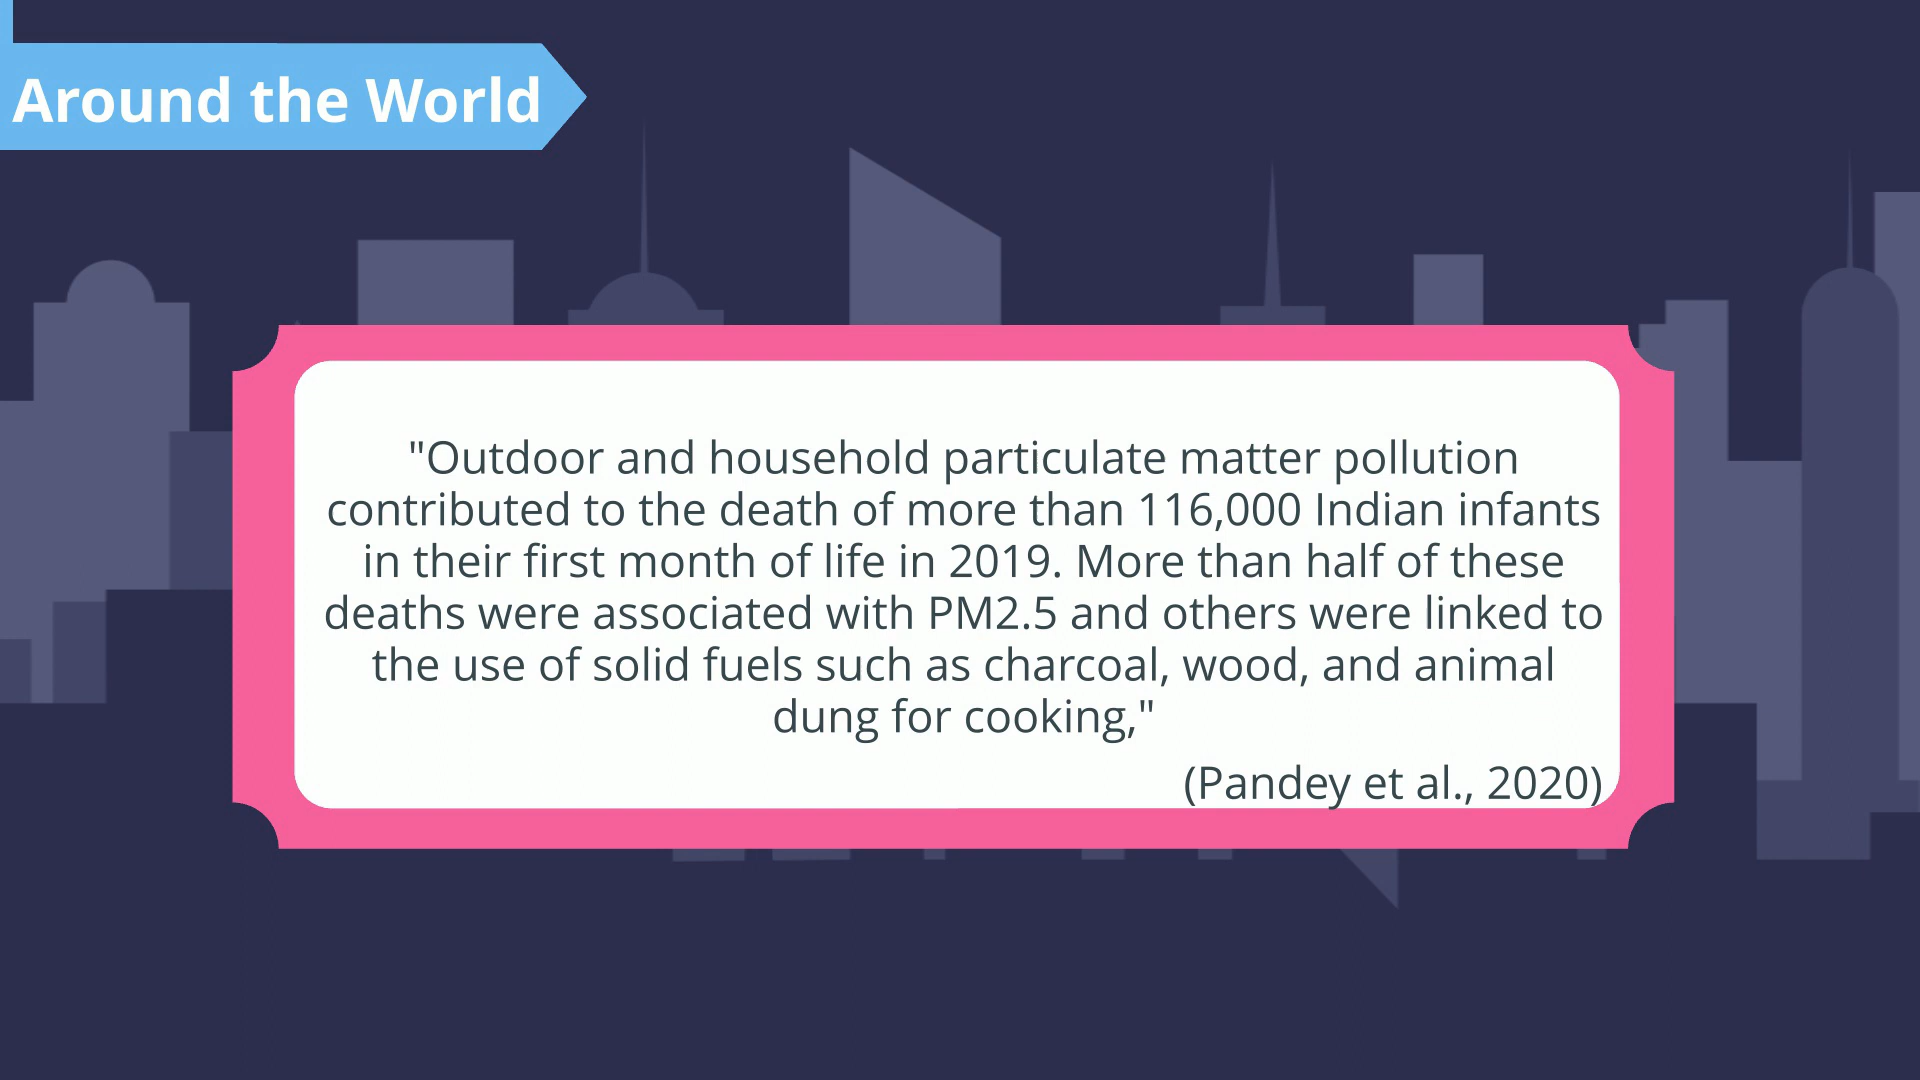 Around the World
"Outdoor and household particulate matter pollution
contributed to the death of more than 116,000 Indian infants
in their first month of life in 2019. More than half of these
deaths were associated with PM2.5 and others were linked to
the use of solid fuels such as charcoal, wood, and animal
dung for cooking,"
(Pandey et al., 2020)